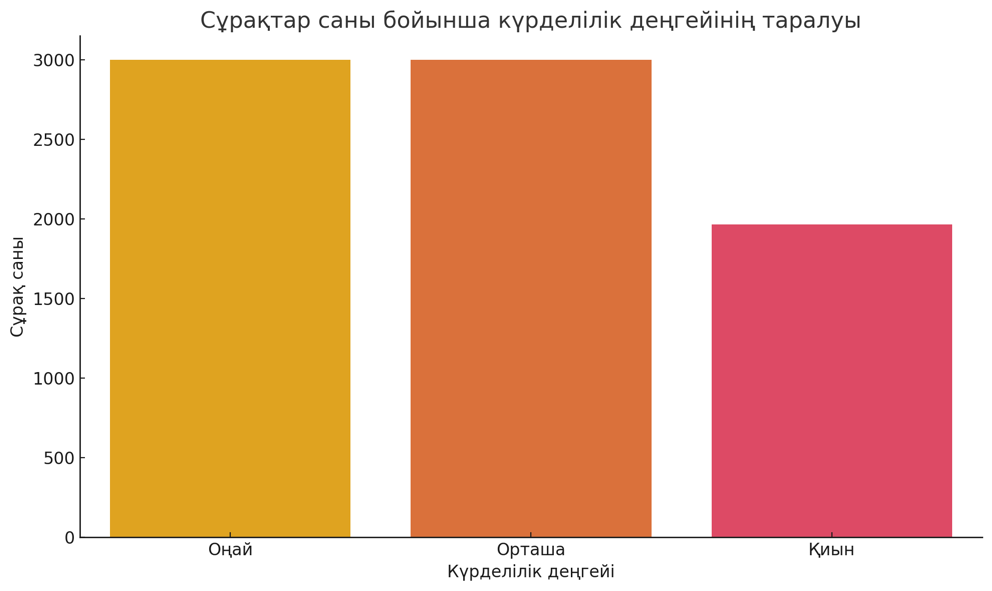 Сұрақтар саны бойынша күрделілік деңгейінің таралуы
Сұрақ саны
3000
2500
2000
1500
1000
500
0
Оңай
Орташа
Қиын
Күрделілік деңгейі